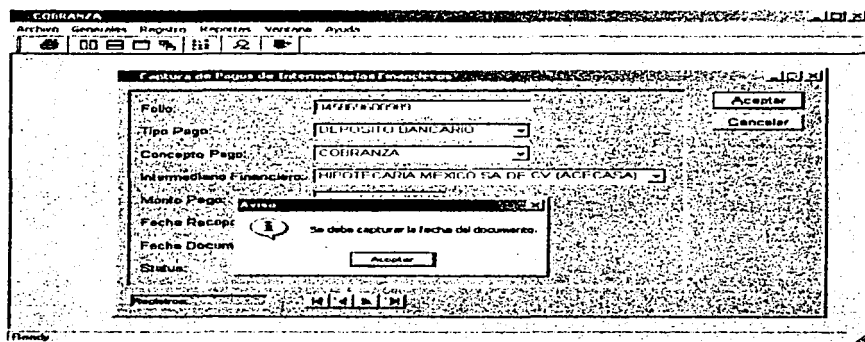 COBRANZA
Archivo Generales Registro Reportes Ventana Ayuda
Captura de Pagos de Intermediarios Financieros
Folio:
Aceptar
Tipo Pago: DEPOSITO BANCARIO
Cancelar
Concepto Pago: COBRANZA
Intermediario Financiero: HIPOTECARIA MEXICO SA DE CV (ACECASA)
Monto Pago:
Aviso
Fecha Recepc
Se debe capturar la fecha del documento.
Fecha Docum
Aceptar
Status:
Registros:
Ready